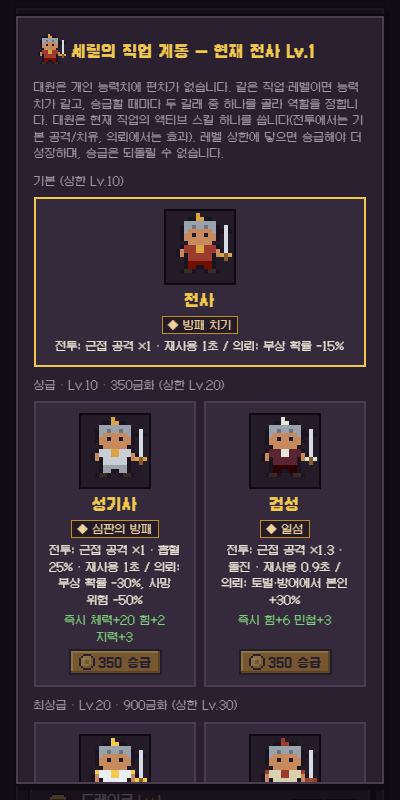 세릴의 직업 계통 — 현재 전사 Lv.1
대원은 개인 능력치에 편차가 없습니다. 같은 직업·레벨이면 능력
치가 같고, 승급할 때마다 두 갈래 중 하나를 골라 역할을 정합니
다. 대원은 현재 직업의 액티브 스킬 하나를 씁니다(전투에서는 기
본 공격/치유, 의뢰에서는 효과). 레벨 상한에 닿으면 승급해야 더
성장하며, 승급은 되돌릴 수 없습니다.
기본 (상한 Lv.10)
전사
◆ 방패 치기
전투: 근접 공격 ×1 · 재사용 1초 / 의뢰: 부상 확률 -15%
상급 · Lv.10 · 350금화 (상한 Lv.20)
성기사
◆ 심판의 방패
전투: 근접 공격 ×1 · 흡혈
25% · 재사용 1초 / 의뢰:
부상 확률 -30%, 사망
위험 -50%
즉시 체력+20 힘+2
지력+3
350 승급
검성
◆ 일섬
전투: 근접 공격 ×1.3 ·
돌진 · 재사용 0.9초 /
의뢰: 토벌·방어에서 본인
+30%
즉시 힘+6 민첩+3
350 승급
최상급 · Lv.20 · 900금화 (상한 Lv.30)